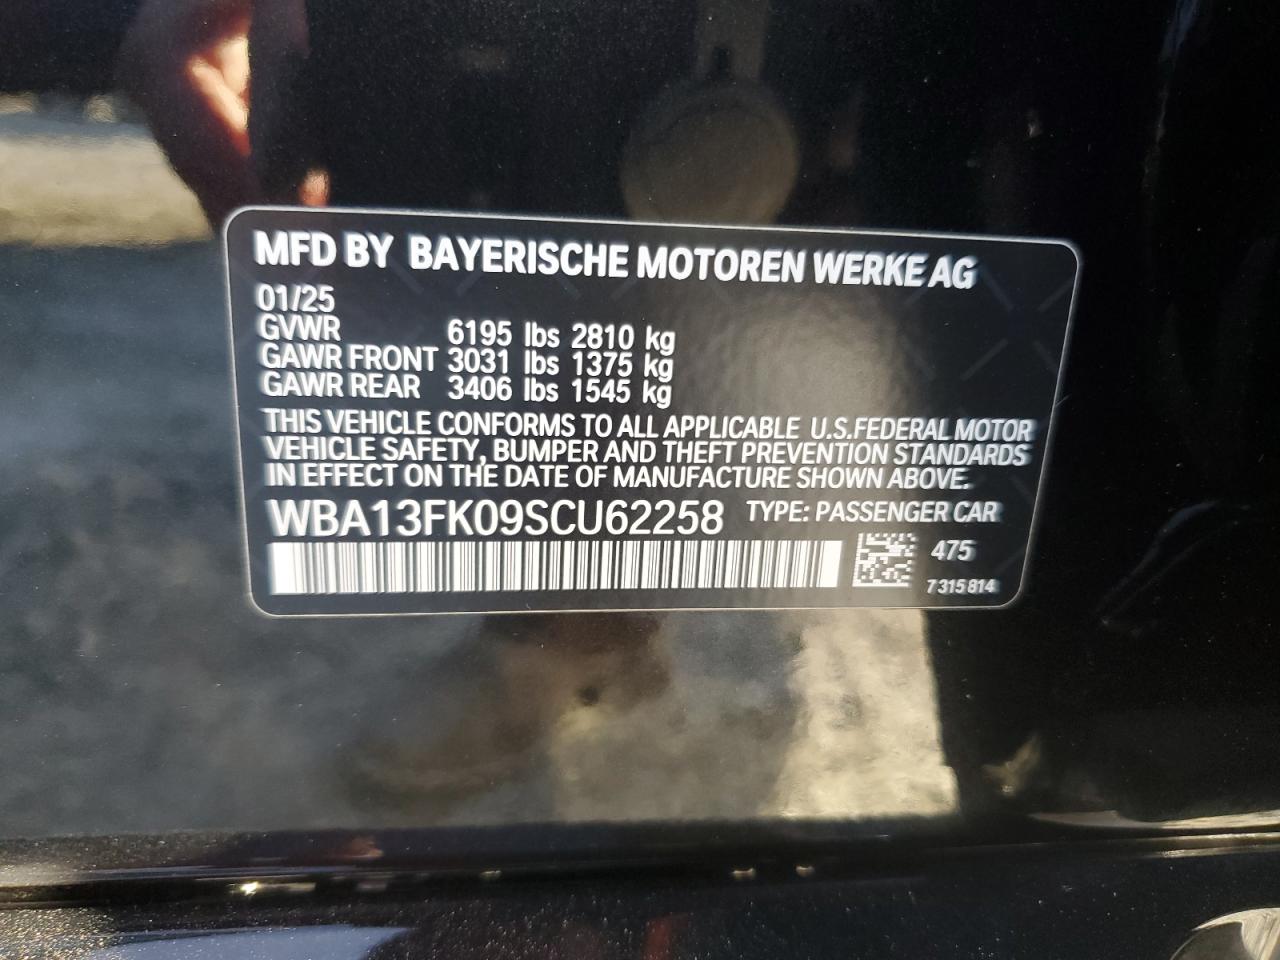 MFD BY BAYERISCHE MOTOREN WERKE AG
01/25
GVWR 6195 lbs 2810 kg
GAWR FRONT 3031 lbs 1375 kg
GAWR REAR 3406 lbs 1545 kg
THIS VEHICLE CONFORMS TO ALL APPLICABLE U.S.FEDERAL MOTOR
VEHICLE SAFETY, BUMPER AND THEFT PREVENTION STANDARDS
IN EFFECT ON THE DATE OF MANUFACTURE SHOWN ABOVE.
WBA13FK09SCU62258 TYPE: PASSENGER CAR
475
7 315 814